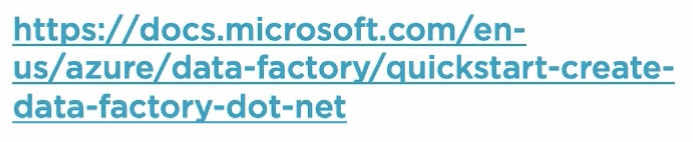 https://docs.microsoft.com/en-
us/azure/data-factory/quickstart-create-
data-factory-dot-net